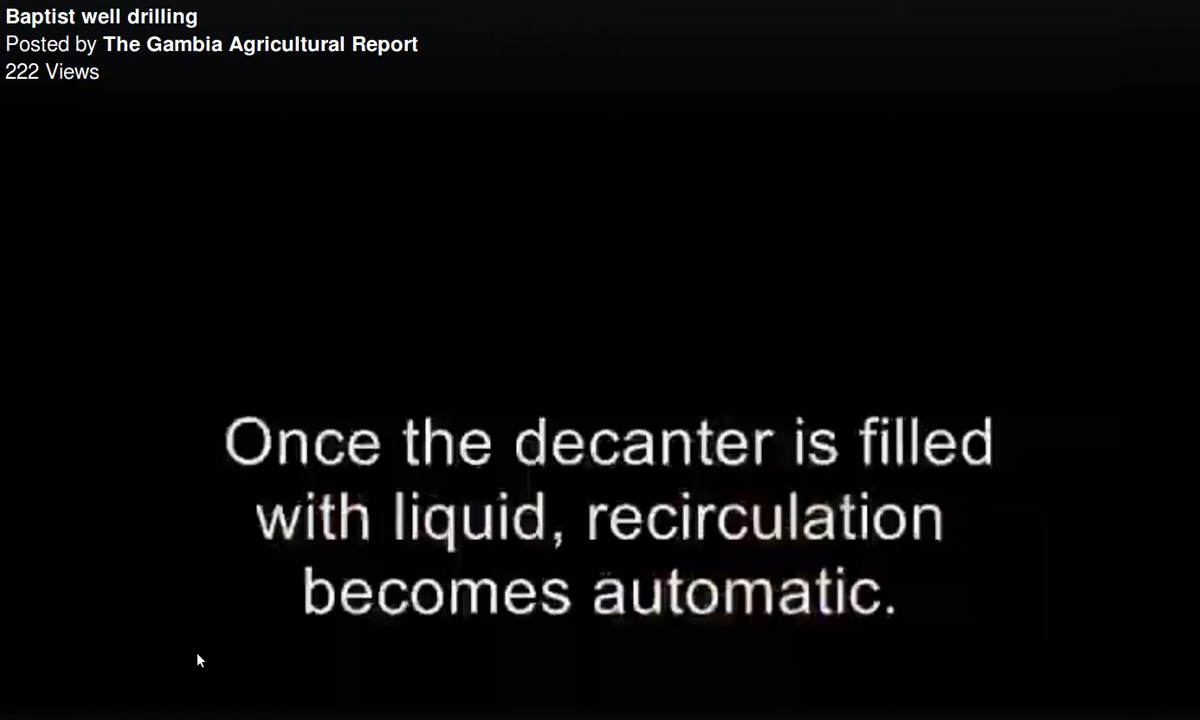 Baptist well drilling
Posted by The Gambia Agricultural Report
222 Views
Once the decanter is filled
with liquid, recirculation
becomes automatic.